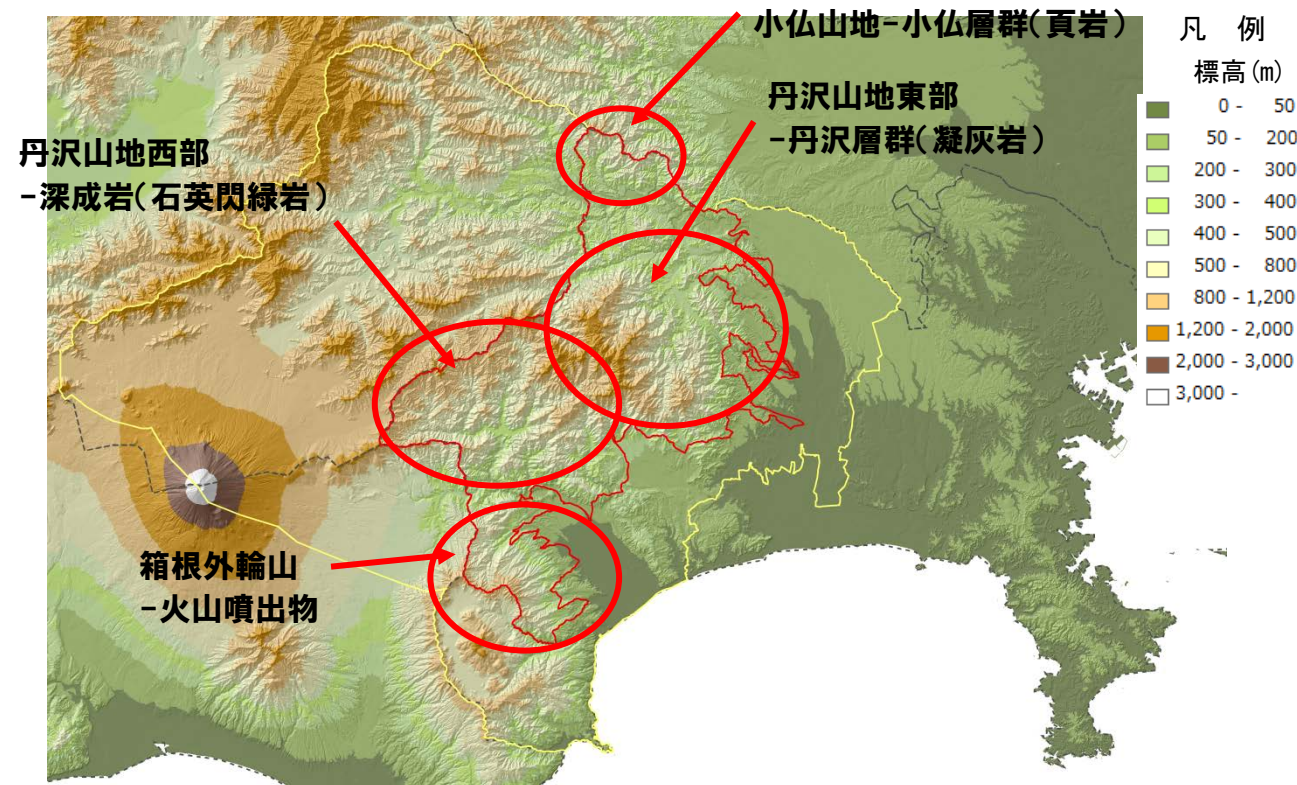 小仏山地-小仏層群(頁岩)
丹沢山地東部
-丹沢層群(凝灰岩)
丹沢山地西部
-深成岩(石英閃緑岩)
箱根外輪山
-火山噴出物
凡 例
標高(m)
0 - 50
50 - 200
200 - 300
300 - 400
400 - 500
500 - 800
800 - 1,200
1,200 - 2,000
2,000 - 3,000
3,000 -